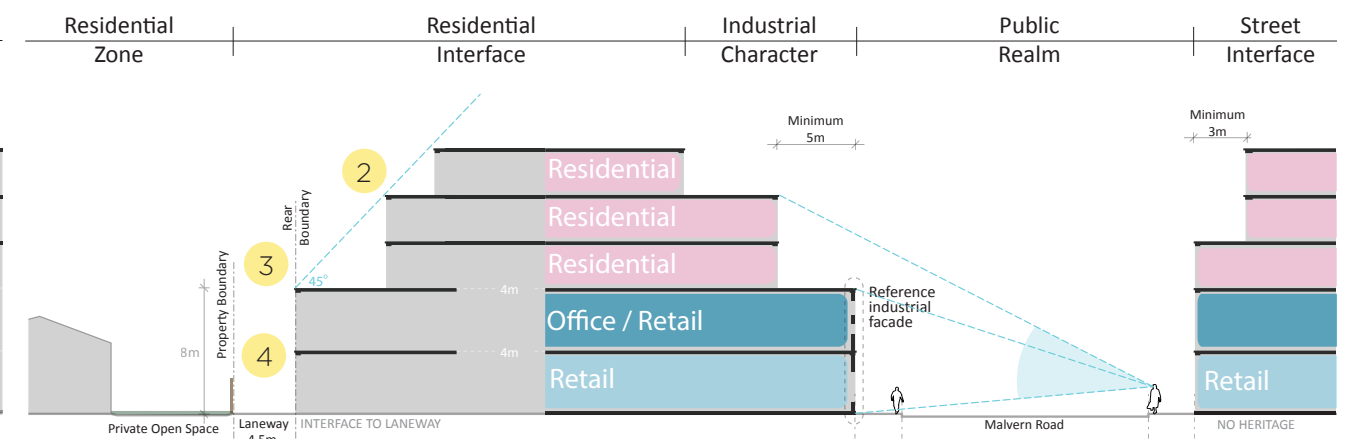 Residential
Zone
Residential
Interface
Industrial
Character
Public
Realm
Street
Interface
Minimum
5m
Minimum
3m
2
Residential
Rear
Boundary
Residential
3
Property Boundary
45°
Residential
4m
Reference
industrial
facade
Office / Retail
8m
4
4m
Retail
Retail
Private Open Space
Laneway
4.5m
INTERFACE TO LANEWAY
Malvern Road
NO HERITAGE